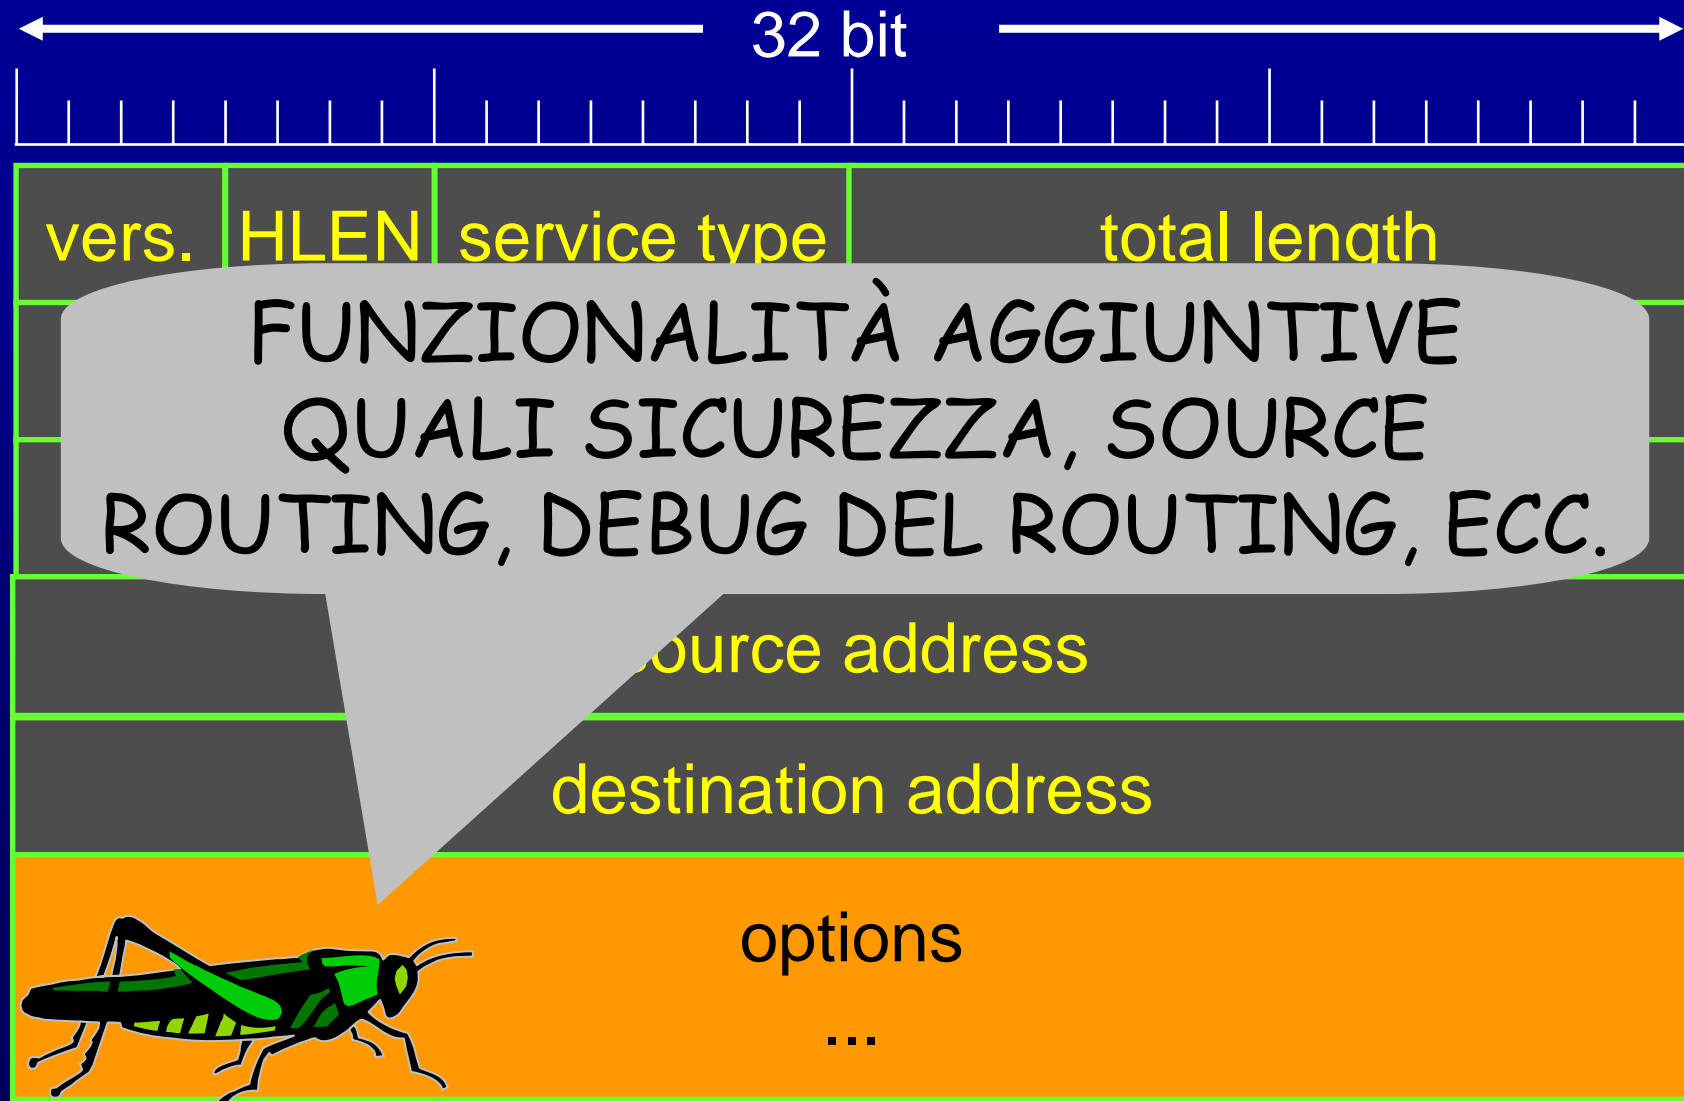 32 bit
vers. HLEN service type total length
FUNZIONALITÀ AGGIUNTIVE
QUALI SICUREZZA, SOURCE
ROUTING, DEBUG DEL ROUTING, ECC.
source address
destination address
options
...